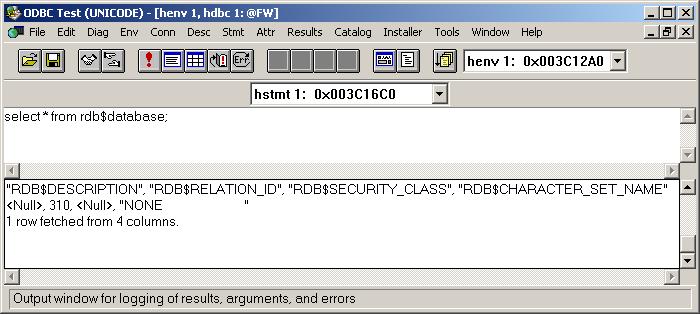 ODBC Test (UNICODE) - [henv 1, hdbc 1: @FW]
File Edit Diag Env Conn Desc Stmt Attr Results Catalog Installer Tools Window Help
Err henv 1: 0x003C12A0
hstmt 1: 0x003C16C0
select * from rdb$database;
"RDB$DESCRIPTION", "RDB$RELATION_ID", "RDB$SECURITY_CLASS", "RDB$CHARACTER_SET_NAME"
<Null>, 310, <Null>, "NONE                         "
1 row fetched from 4 columns.
Output window for logging of results, arguments, and errors